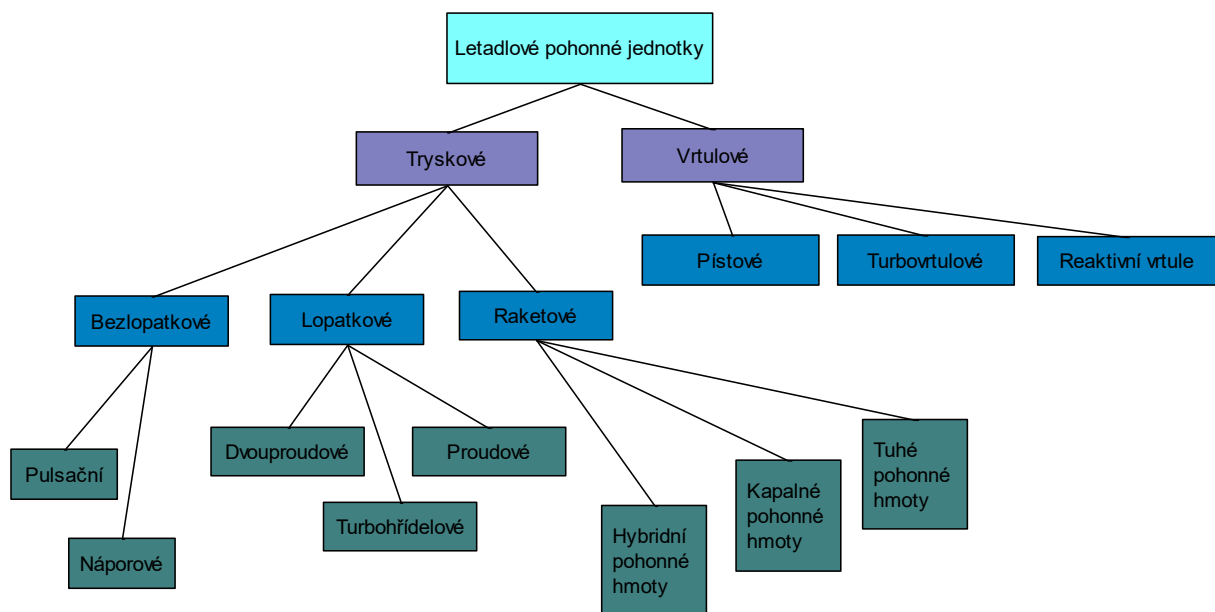 Letadlové pohonné jednotky
Tryskové
Vrtulové
Pístové
Turbovrtulové
Reaktivní vrtule
Bezlopatkové
Lopatkové
Raketové
Pulsační
Náporové
Dvouproudové
Turbohřídelové
Proudové
Hybridní
pohonné
hmoty
Kapalné
pohonné
hmoty
Tuhé
pohonné
hmoty